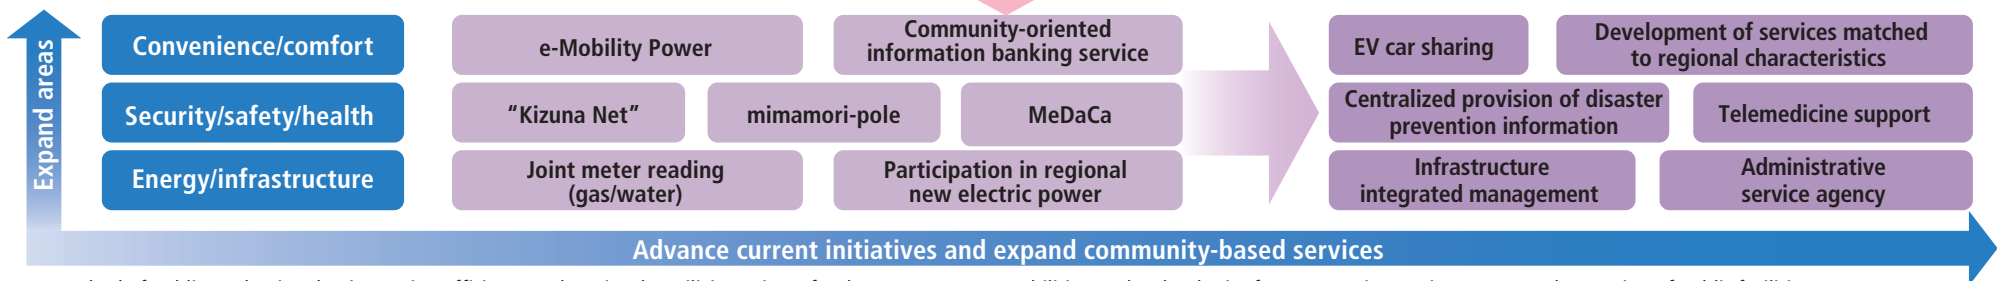 Expand areas
Convenience/comfort
e-Mobility Power
Community-oriented
information banking service
EV car sharing
Development of services matched
to regional characteristics
Security/safety/health
“Kizuna Net”
mimamori-pole
MeDaCa
Centralized provision of disaster
prevention information
Telemedicine support
Energy/infrastructure
Joint meter reading
(gas/water)
Participation in regional
new electric power
Infrastructure
integrated management
Administrative
service agency
Advance current initiatives and expand community-based services